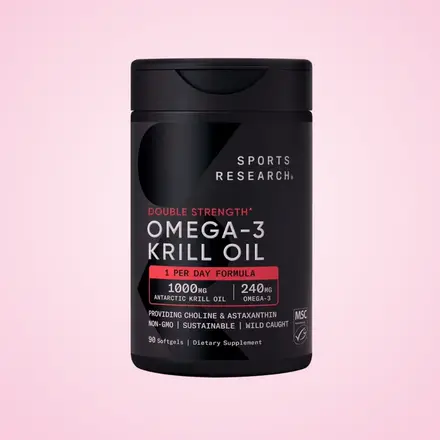 SPORTS
RESEARCH®
DOUBLE STRENGTH*
OMEGA-3
KRILL OIL
1 PER DAY FORMULA
1000MG
ANTARCTIC KRILL OIL
240MG
OMEGA-3
PROVIDING CHOLINE & ASTAXANTHIN
NON-GMO | SUSTAINABLE | WILD CAUGHT
MSC
90 Softgels | Dietary Supplement